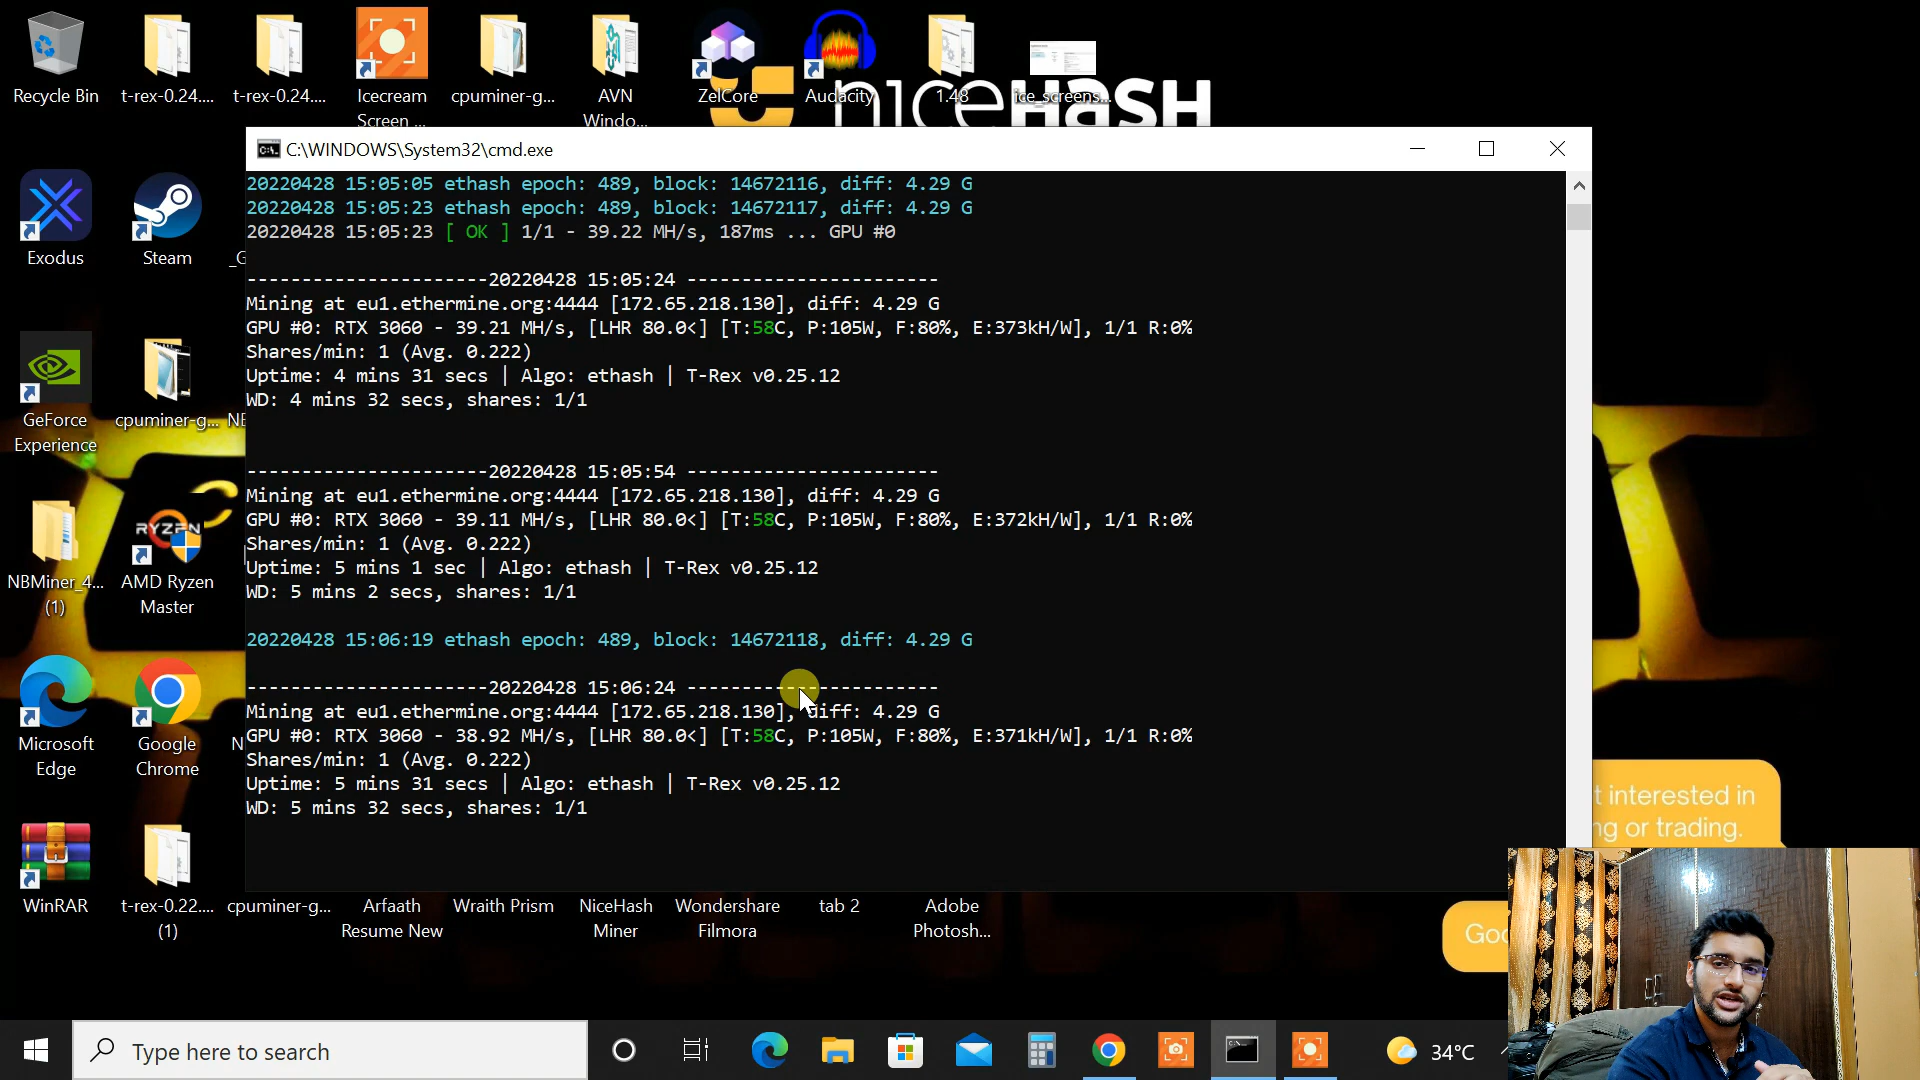 Recycle Bin
t-rex-0.24....
t-rex-0.24....
Icecream
Screen ...
cpuminer-g...
AVN
Windo...
ZelCore
Audacity
1.48
ice_screens...
niceHaSH
Exodus
Steam
_G
GeForce
Experience
cpuminer-g...
NE
NBMiner_4...
(1)
RYZEN
AMD Ryzen
Master
Microsoft
Edge
Google
Chrome
N
WinRAR
t-rex-0.22....
(1)
cpuminer-g...
Arfaath
Resume New
Wraith Prism
NiceHash
Miner
Wondershare
Filmora
tab 2
Adobe
Photosh...
C:\WINDOWS\System32\cmd.exe
20220428 15:05:05 ethash epoch: 489, block: 14672116, diff: 4.29 G
20220428 15:05:23 ethash epoch: 489, block: 14672117, diff: 4.29 G
20220428 15:05:23 [ OK ] 1/1 - 39.22 MH/s, 187ms ... GPU #0
----------------------20220428 15:05:24 -----------------------
Mining at eu1.ethermine.org:4444 [172.65.218.130], diff: 4.29 G
GPU #0: RTX 3060 - 39.21 MH/s, [LHR 80.0<] [T:58C, P:105W, F:80%, E:373kH/W], 1/1 R:0%
Shares/min: 1 (Avg. 0.222)
Uptime: 4 mins 31 secs | Algo: ethash | T-Rex v0.25.12
WD: 4 mins 32 secs, shares: 1/1
----------------------20220428 15:05:54 -----------------------
Mining at eu1.ethermine.org:4444 [172.65.218.130], diff: 4.29 G
GPU #0: RTX 3060 - 39.11 MH/s, [LHR 80.0<] [T:58C, P:105W, F:80%, E:372kH/W], 1/1 R:0%
Shares/min: 1 (Avg. 0.222)
Uptime: 5 mins 1 sec | Algo: ethash | T-Rex v0.25.12
WD: 5 mins 2 secs, shares: 1/1
20220428 15:06:19 ethash epoch: 489, block: 14672118, diff: 4.29 G
----------------------20220428 15:06:24 -----------------------
Mining at eu1.ethermine.org:4444 [172.65.218.130], diff: 4.29 G
GPU #0: RTX 3060 - 38.92 MH/s, [LHR 80.0<] [T:58C, P:105W, F:80%, E:371kH/W], 1/1 R:0%
Shares/min: 1 (Avg. 0.222)
Uptime: 5 mins 31 secs | Algo: ethash | T-Rex v0.25.12
WD: 5 mins 32 secs, shares: 1/1
t interested in
ng or trading.
Goo
Type here to search
34°C